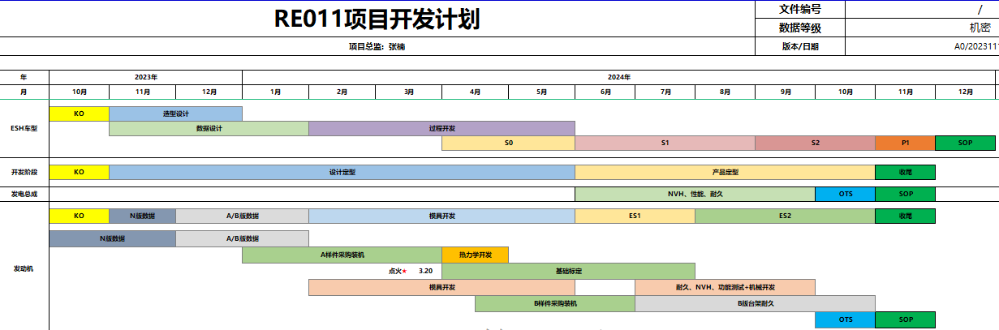 RE011项目开发计划
文件编号 /
数据等级 机密
项目总监: 张楠 版本/日期 A0/2023111
年 2023年 2024年
月 10月 11月 12月 1月 2月 3月 4月 5月 6月 7月 8月 9月 10月 11月 12月
KO 造型设计
ESH车型 数据设计 过程开发
S0 S1 S2 P1 SOP
开发阶段 KO 设计定型 产品定型 收尾
发电总成 NVH、性能、耐久 OTS SOP
KO N版数据 A/B版数据 模具开发 ES1 ES2 收尾
N版数据 A/B版数据
A样件采购装机 热力学开发
发动机 点火★ 3.20 基础标定
模具开发 耐久、NVH、功能测试+机械开发
B样件采购装机 B版台架耐久
OTS SOP